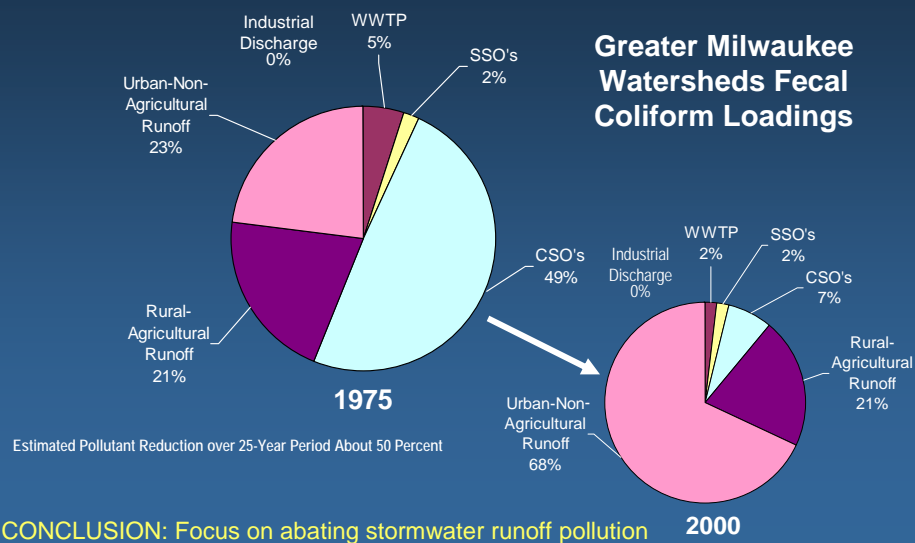 Greater Milwaukee
Watersheds Fecal
Coliform Loadings
Industrial
Discharge
0%
WWTP
5%
SSO's
2%
Urban-Non-
Agricultural
Runoff
23%
CSO's
49%
Rural-
Agricultural
Runoff
21%
1975
Industrial
Discharge
0%
WWTP
2%
SSO's
2%
CSO's
7%
Rural-
Agricultural
Runoff
21%
Urban-Non-
Agricultural
Runoff
68%
2000
Estimated Pollutant Reduction over 25-Year Period About 50 Percent
CONCLUSION: Focus on abating stormwater runoff pollution